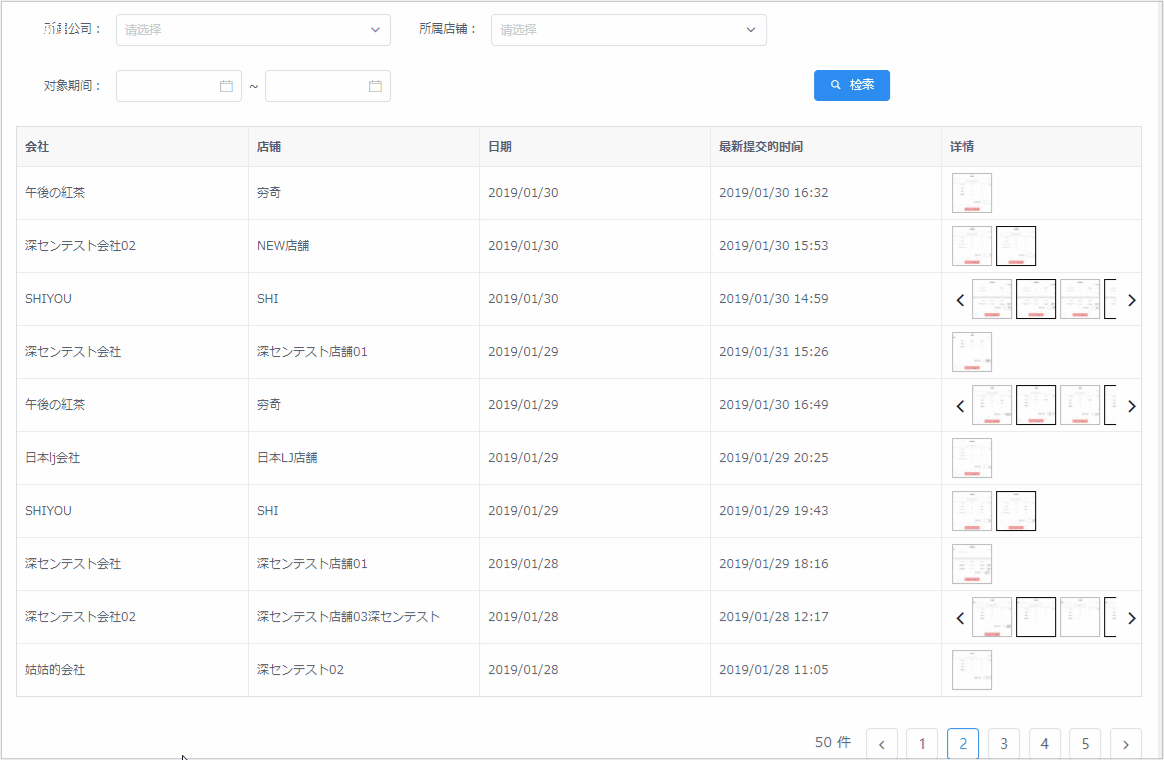 所属公司： 请选择 所属店铺： 请选择
对象期间： ~ 检索
会社 店铺 日期 最新提交的时间 详情
午後の紅茶 穷奇 2019/01/30 2019/01/30 16:32
深センテスト会社02 NEW店舗 2019/01/30 2019/01/30 15:53
SHIYOU SHI 2019/01/30 2019/01/30 14:59
深センテスト会社 深センテスト店舗01 2019/01/29 2019/01/31 15:26
午後の紅茶 穷奇 2019/01/29 2019/01/30 16:49
日本lj会社 日本LJ店舗 2019/01/29 2019/01/29 20:25
SHIYOU SHI 2019/01/29 2019/01/29 19:43
深センテスト会社 深センテスト店舗01 2019/01/28 2019/01/29 18:16
深センテスト会社02 深センテスト店舗03深センテスト 2019/01/28 2019/01/28 12:17
姑姑的会社 深センテスト02 2019/01/28 2019/01/28 11:05
50 件 1 2 3 4 5